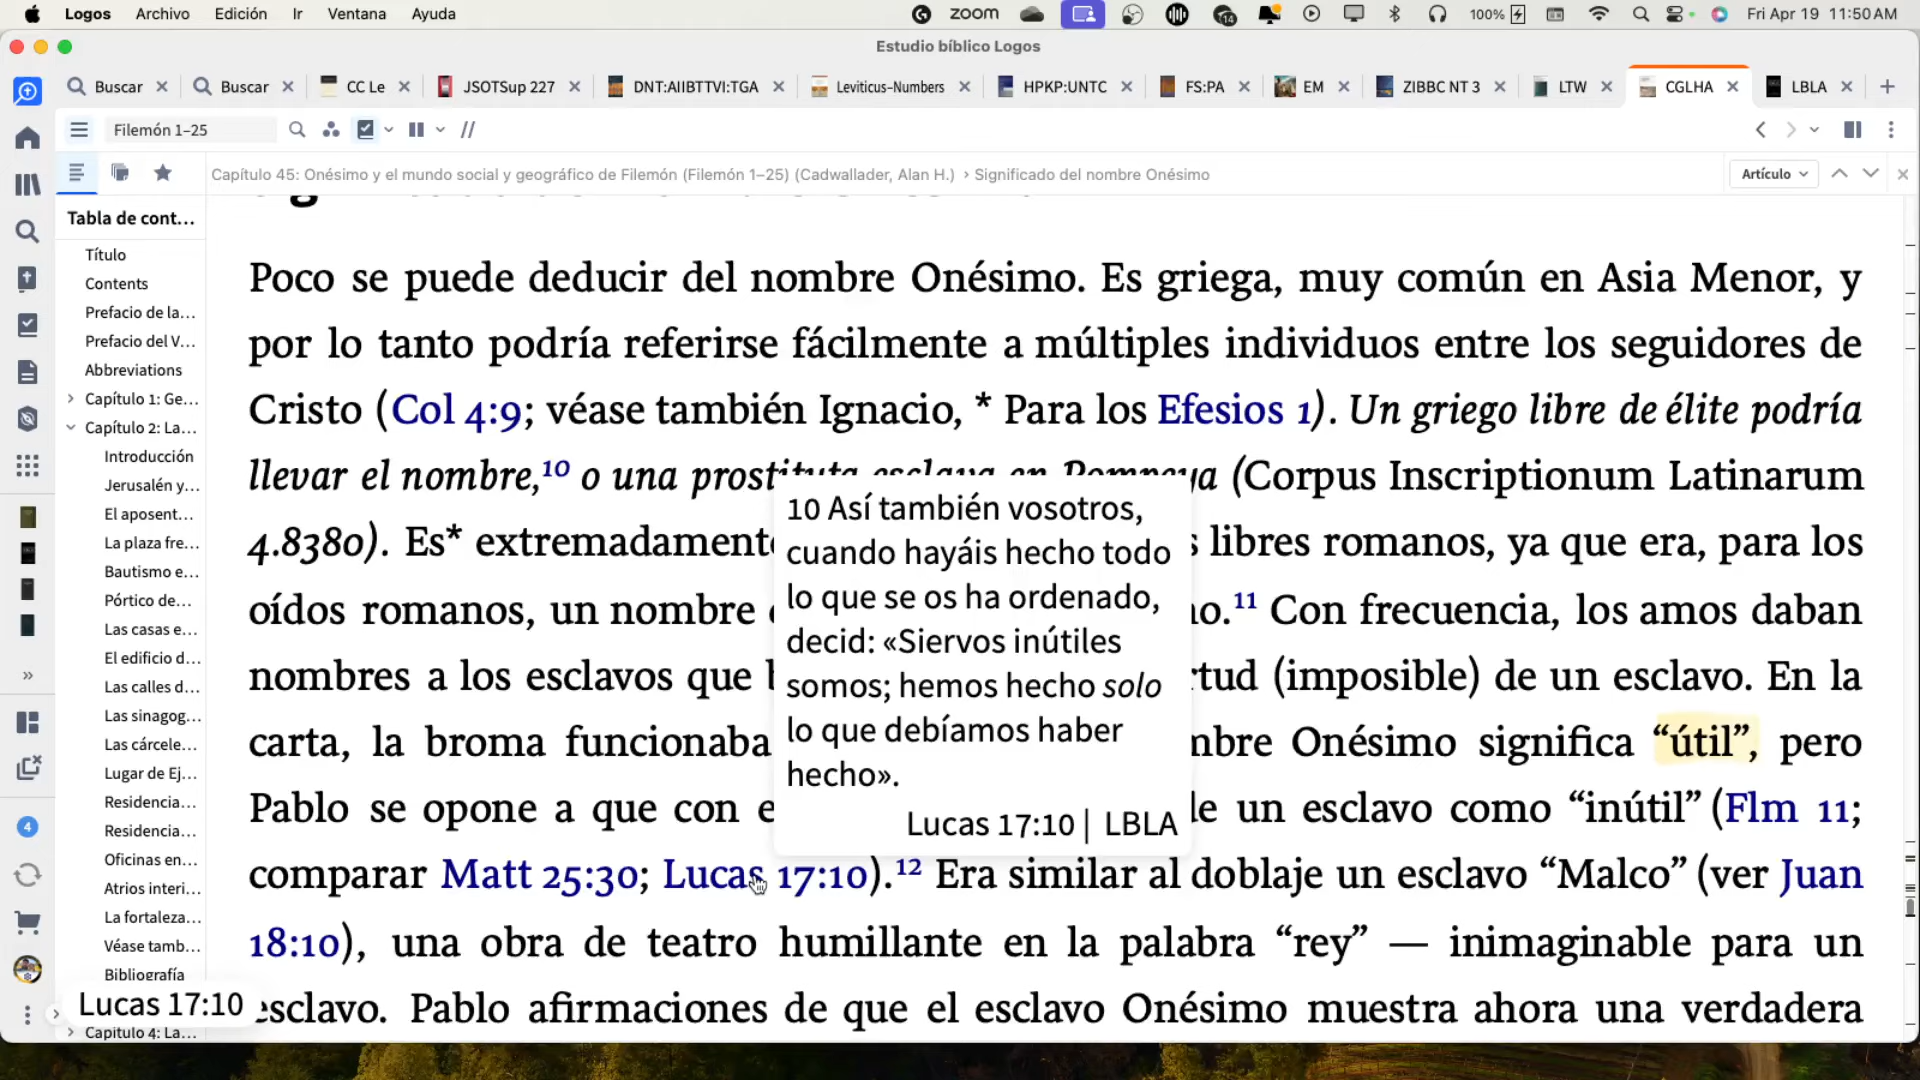 Logos Archivo Edición Ir Ventana Ayuda zoom 14 100% Fri Apr 19 11:50 AM
Estudio bíblico Logos
Buscar Buscar CC Le JSOTSup 227 DNT:AIIBTTVI:TGA Leviticus-Numbers HPKP:UNTC FS:PA EM ZIBBC NT 3 LTW CGLHA LBLA
Filemón 1–25
Capítulo 45: Onésimo y el mundo social y geográfico de Filemón (Filemón 1–25) (Cadwallader, Alan H.) › Significado del nombre Onésimo Artículo
Tabla de cont...
Título
Contents
Prefacio de la...
Prefacio del V...
Abbreviations
Capítulo 1: Ge...
Capítulo 2: La...
Introducción
Jerusalén y...
El aposent...
La plaza fre...
Bautismo e...
Pórtico de...
Las casas e...
El edificio d...
Las calles d...
Las sinagog...
Las cárcele...
Lugar de Ej...
Residencia...
Residencia...
Oficinas en...
Atrios interi...
La fortaleza...
Véase tamb...
Bibliografía
Capítulo 4: La...
4
Lucas 17:10
Poco se puede deducir del nombre Onésimo. Es griega, muy común en Asia Menor, y
por lo tanto podría referirse fácilmente a múltiples individuos entre los seguidores de
Cristo (Col 4:9; véase también Ignacio, * Para los Efesios 1). Un griego libre de élite podría
llevar el nombre,10 o una prostituta esclava en Pompeya (Corpus Inscriptionum Latinarum
4.8380). Es* extremadamente libres romanos, ya que era, para los
oídos romanos, un nombre 11 Con frecuencia, los amos daban
nombres a los esclavos que (imposible) de un esclavo. En la
carta, la broma funcionaba Onésimo significa “útil”, pero
Pablo se opone a que con un esclavo como “inútil” (Flm 11;
comparar Matt 25:30; Lucas 17:10).12 Era similar al doblaje un esclavo “Malco” (ver Juan
18:10), una obra de teatro humillante en la palabra “rey” — inimaginable para un
esclavo. Pablo afirmaciones de que el esclavo Onésimo muestra ahora una verdadera
10 Así también vosotros,
cuando hayáis hecho todo
lo que se os ha ordenado,
decid: «Siervos inútiles
somos; hemos hecho solo
lo que debíamos haber
hecho».
Lucas 17:10 | LBLA